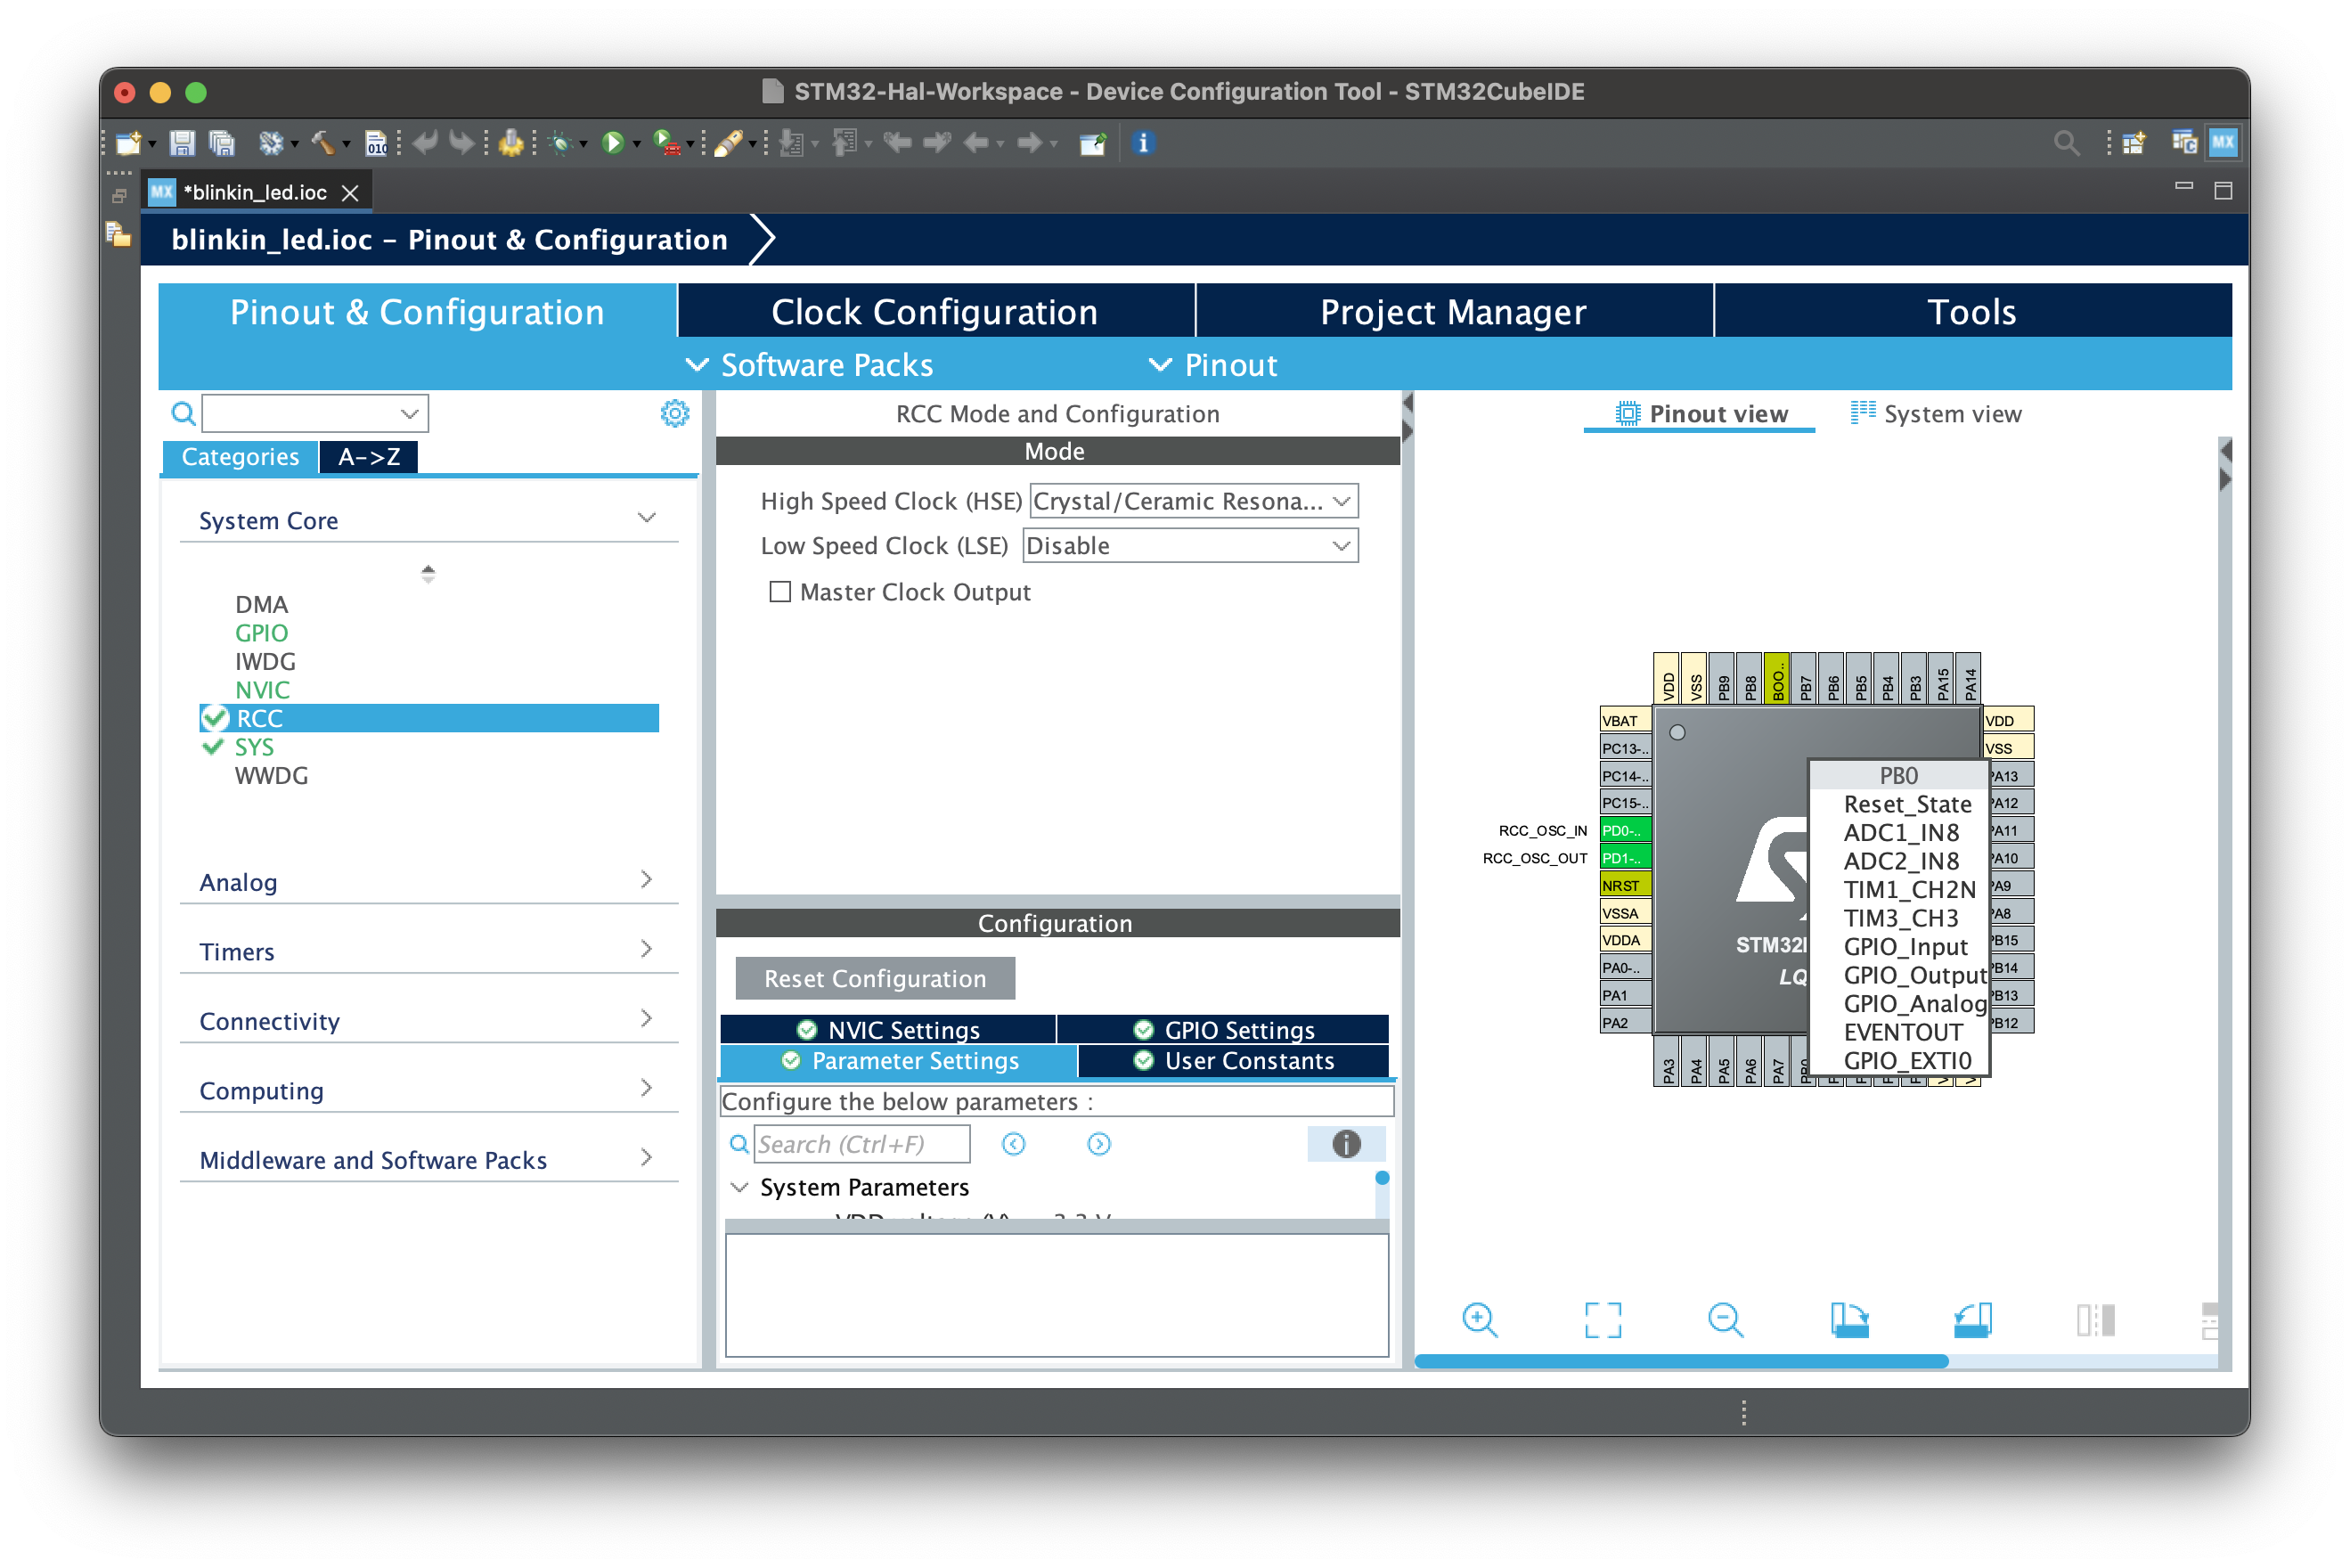 STM32-Hal-Workspace - Device Configuration Tool - STM32CubeIDE
*blinkin_led.ioc
blinkin_led.ioc – Pinout & Configuration
Pinout & Configuration
Clock Configuration
Project Manager
Tools
Software Packs
Pinout
Categories
A->Z
System Core
DMA
GPIO
IWDG
NVIC
RCC
SYS
WWDG
Analog
Timers
Connectivity
Computing
Middleware and Software Packs
RCC Mode and Configuration
Mode
High Speed Clock (HSE) Crystal/Ceramic Resona...
Low Speed Clock (LSE) Disable
Master Clock Output
Configuration
Reset Configuration
NVIC Settings
GPIO Settings
Parameter Settings
User Constants
Configure the below parameters :
Search (Ctrl+F)
System Parameters
Pinout view
System view
VDD
VSS
PB9
PB8
BOO..
PB7
PB6
PB5
PB4
PB3
PA15
PA14
VBAT
PC13-..
PC14-..
PC15-..
RCC_OSC_IN PD0-..
RCC_OSC_OUT PD1-..
NRST
VSSA
VDDA
PA0-..
PA1
PA2
STM32
LQ
PB0
Reset_State
ADC1_IN8
ADC2_IN8
TIM1_CH2N
TIM3_CH3
GPIO_Input
GPIO_Output
GPIO_Analog
EVENTOUT
GPIO_EXTI0
VDD
VSS
PA13
PA12
PA11
PA10
PA9
PA8
PB15
PB14
PB13
PB12
PA3
PA4
PA5
PA6
PA7